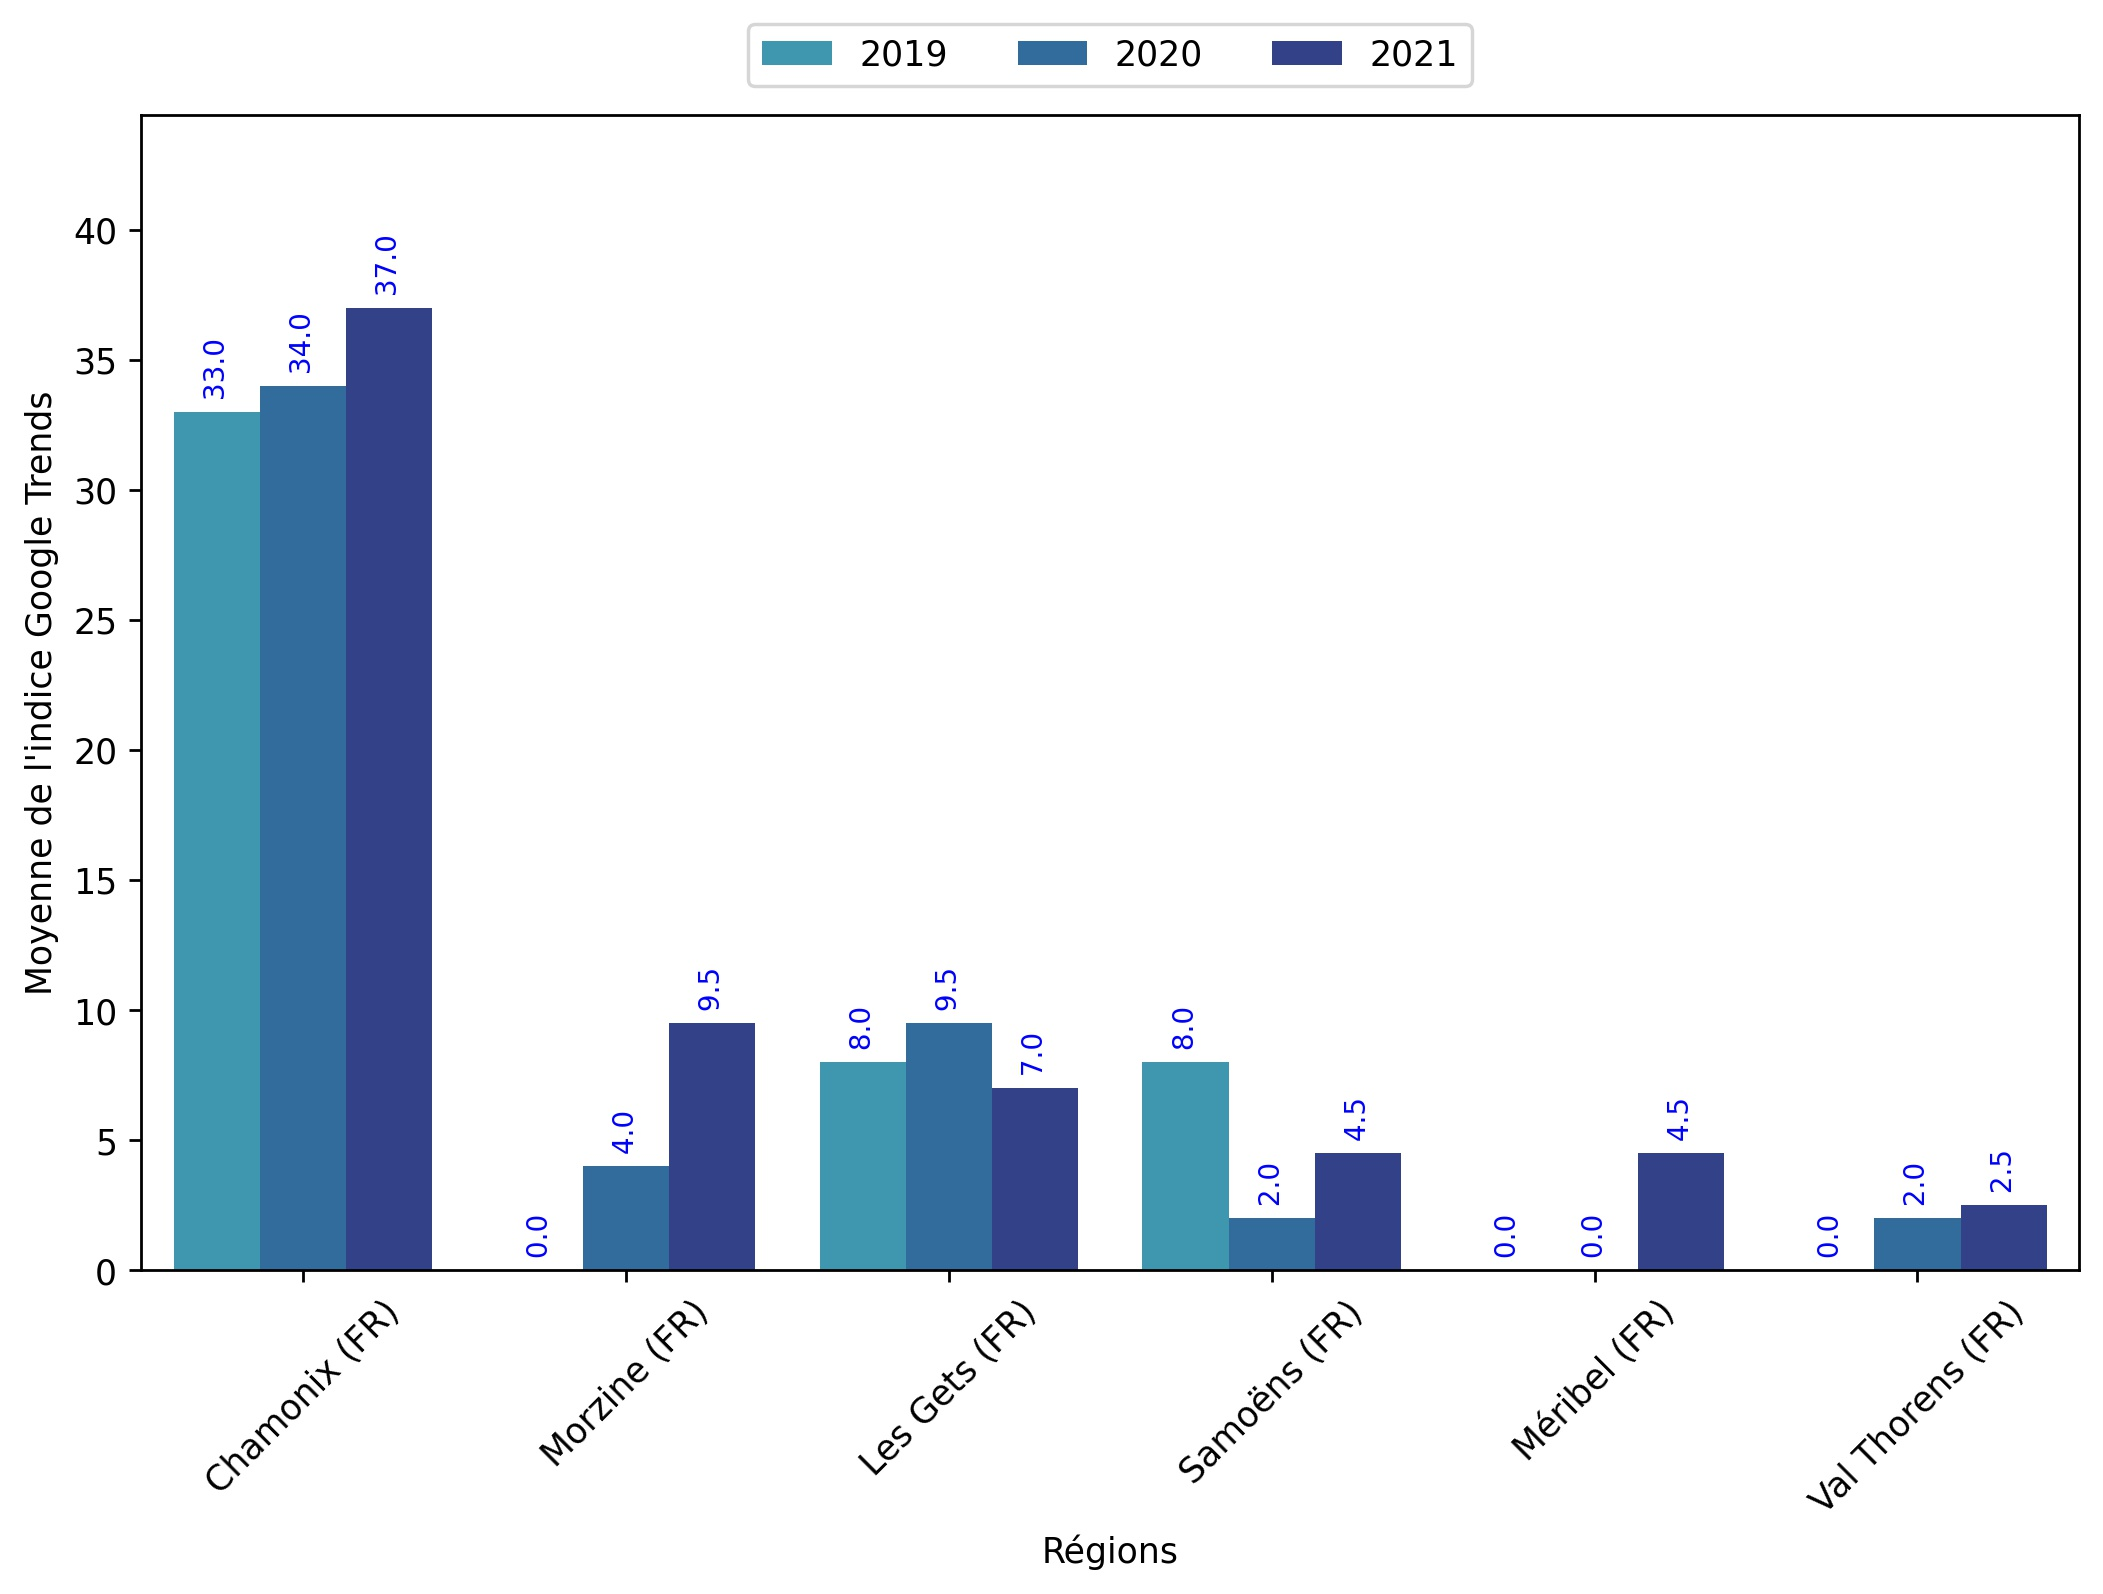 2019 2020 2021
Moyenne de l'indice Google Trends
40
35
30
25
20
15
10
5
0
33.0 34.0 37.0
0.0 4.0 9.5
8.0 9.5 7.0
8.0 2.0 4.5
0.0 0.0 4.5
0.0 2.0 2.5
Chamonix (FR)
Morzine (FR)
Les Gets (FR)
Samoëns (FR)
Méribel (FR)
Val Thorens (FR)
Régions